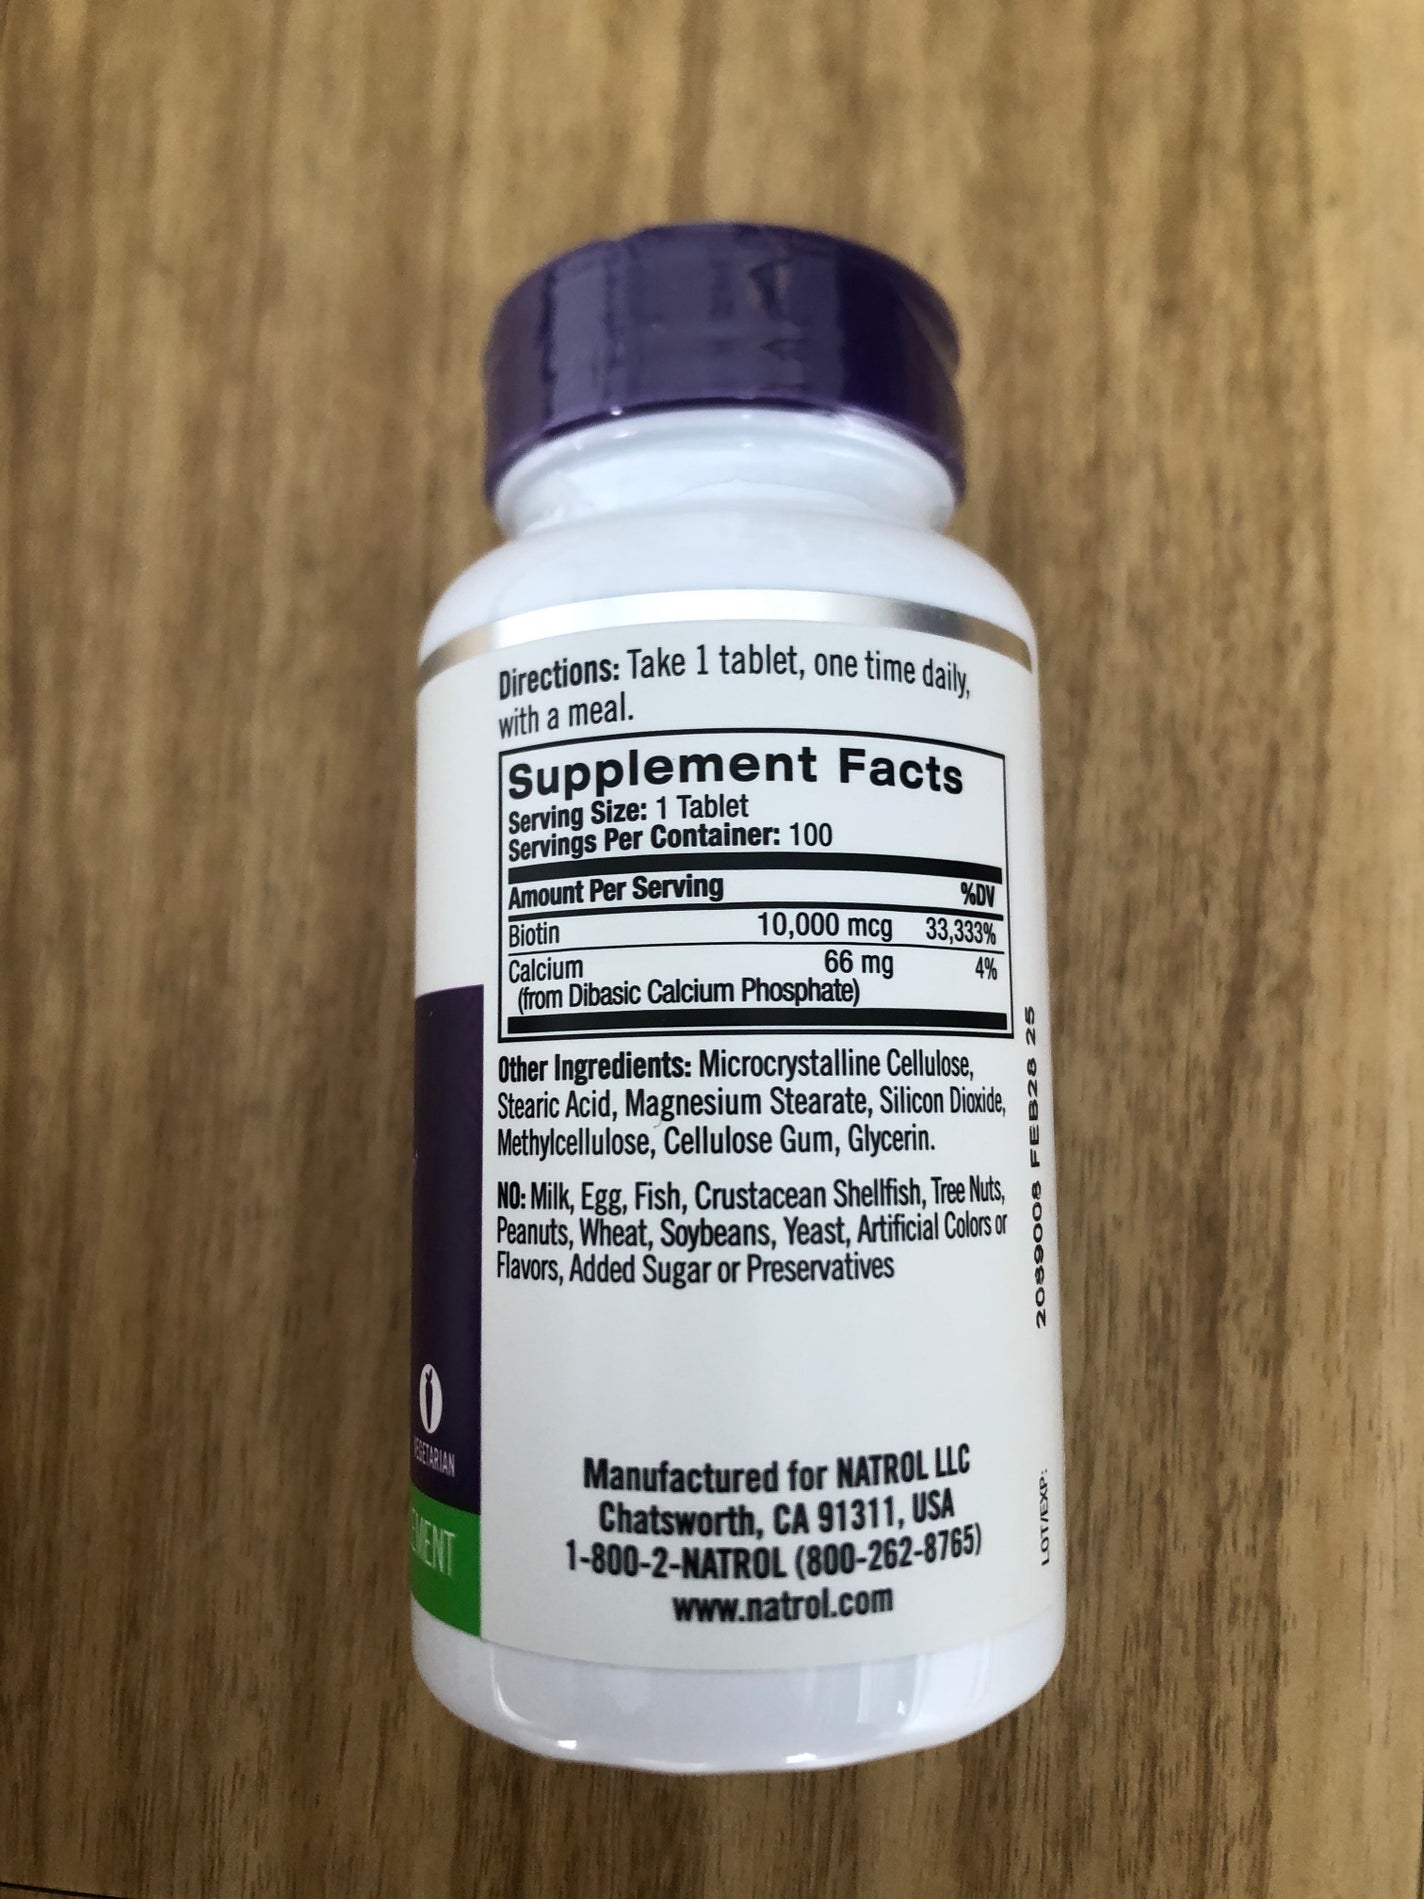 Directions: Take 1 tablet, one time daily,
with a meal.
Supplement Facts
Serving Size: 1 Tablet
Servings Per Container: 100
Amount Per Serving %DV
Biotin 10,000 mcg 33,333%
Calcium 66 mg 4%
(from Dibasic Calcium Phosphate)
Other Ingredients: Microcrystalline Cellulose,
Stearic Acid, Magnesium Stearate, Silicon Dioxide,
Methylcellulose, Cellulose Gum, Glycerin.
NO: Milk, Egg, Fish, Crustacean Shellfish, Tree Nuts,
Peanuts, Wheat, Soybeans, Yeast, Artificial Colors or
Flavors, Added Sugar or Preservatives
Manufactured for NATROL LLC
Chatsworth, CA 91311, USA
1-800-2-NATROL (800-262-8765)
www.natrol.com
LOT/EXP:
2089008 FEB28 25
VEGETARIAN
EMENT